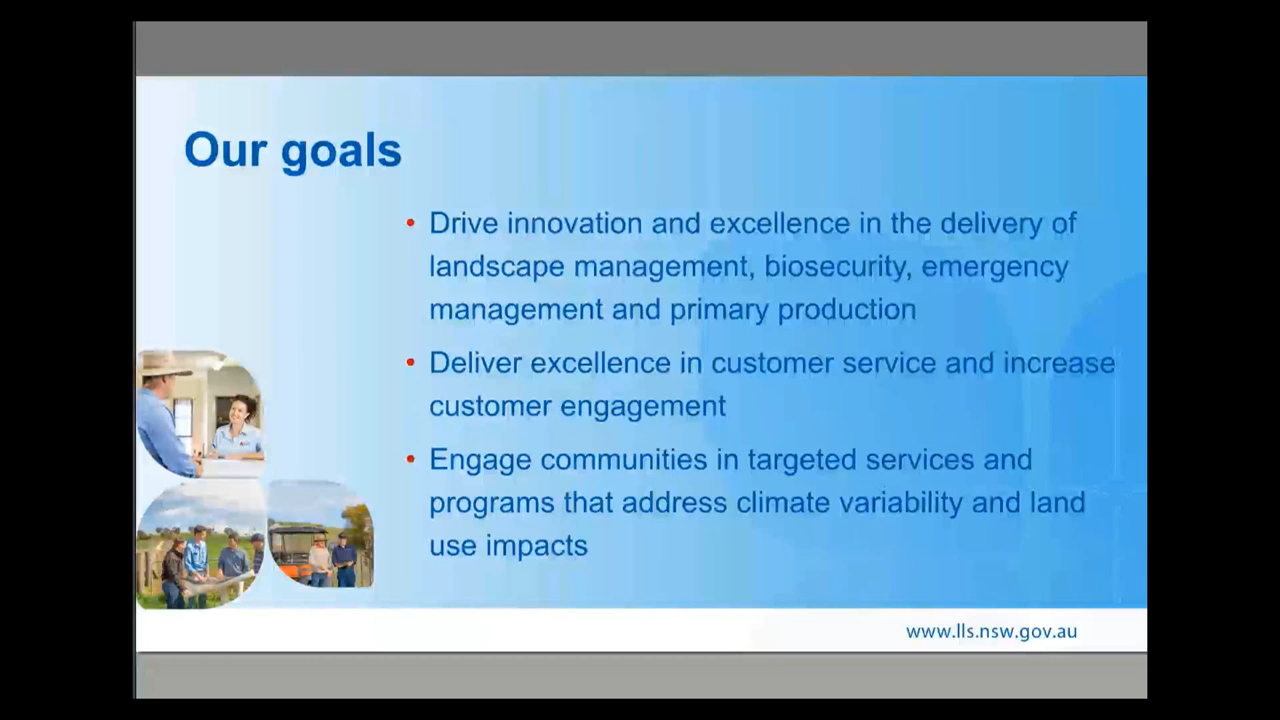 Our goals
• Drive innovation and excellence in the delivery of
landscape management, biosecurity, emergency
management and primary production
• Deliver excellence in customer service and increase
customer engagement
• Engage communities in targeted services and
programs that address climate variability and land
use impacts
www.lls.nsw.gov.au